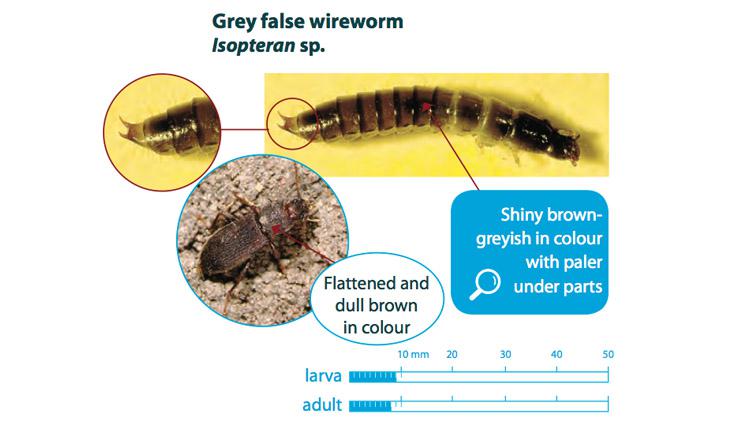 Grey false wireworm
Isopteran sp.
Shiny brown-
greyish in colour
with paler
under parts
Flattened and
dull brown
in colour
10 mm 20 30 40 50
larva
adult